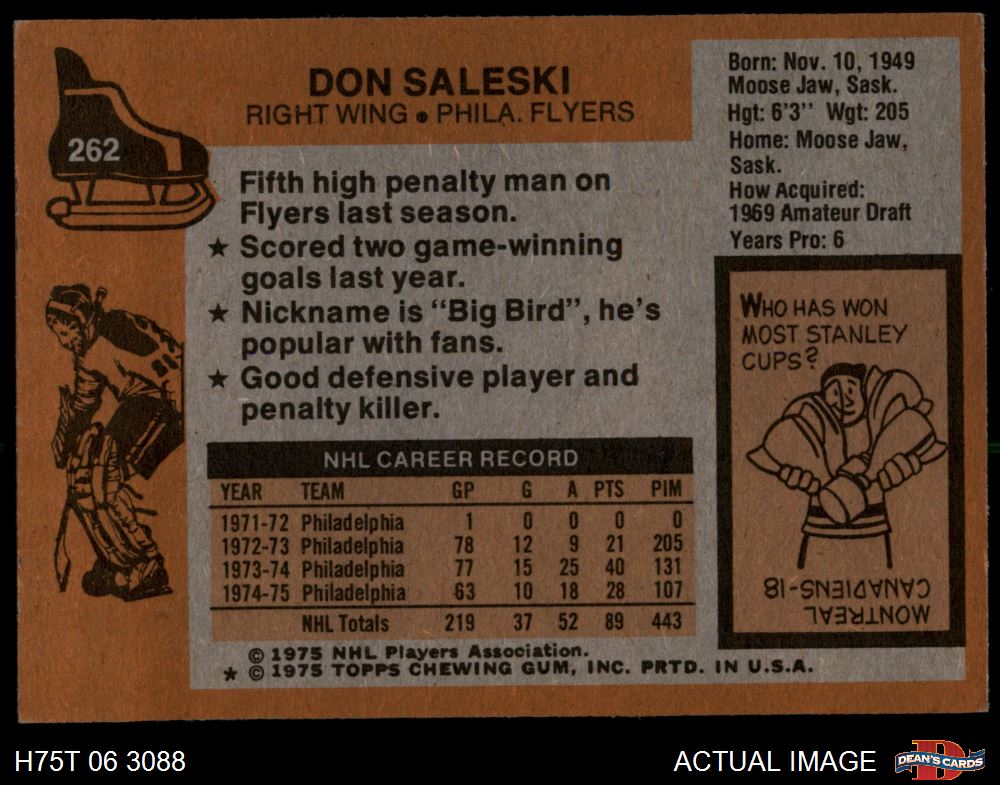 262
DON SALESKI
RIGHT WING • PHILA. FLYERS
Fifth high penalty man on
Flyers last season.
★ Scored two game-winning
goals last year.
★ Nickname is "Big Bird", he's
popular with fans.
★ Good defensive player and
penalty killer.
NHL CAREER RECORD
YEAR TEAM GP G A PTS PIM
1971-72 Philadelphia 1 0 0 0 0
1972-73 Philadelphia 78 12 9 21 205
1973-74 Philadelphia 77 15 25 40 131
1974-75 Philadelphia 63 10 18 28 107
NHL Totals 219 37 52 89 443
© 1975 NHL Players Association.
★ © 1975 TOPPS CHEWING GUM, INC. PRTD. IN U.S.A.
Born: Nov. 10, 1949
Moose Jaw, Sask.
Hgt: 6'3" Wgt: 205
Home: Moose Jaw,
Sask.
How Acquired:
1969 Amateur Draft
Years Pro: 6
WHO HAS WON
MOST STANLEY
CUPS?
MONTREAL
CANADIENS-18
H75T 06 3088
ACTUAL IMAGE
D
DEAN'S CARDS